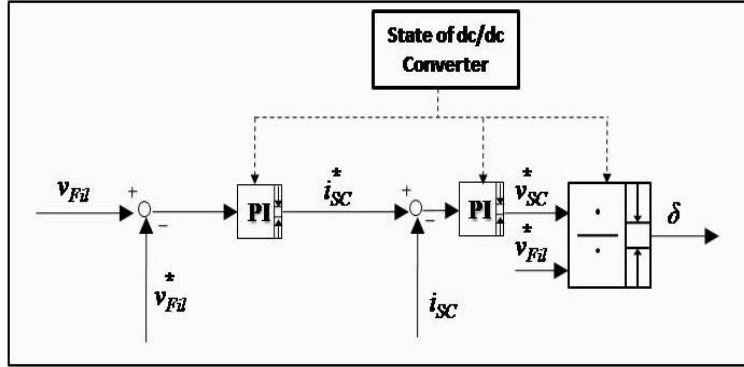 State of dc/dc
Converter
v_Fil
+
−
v*_Fil
PI
i*_SC
+
−
i_SC
PI
v*_SC
v*_Fil
÷
δ